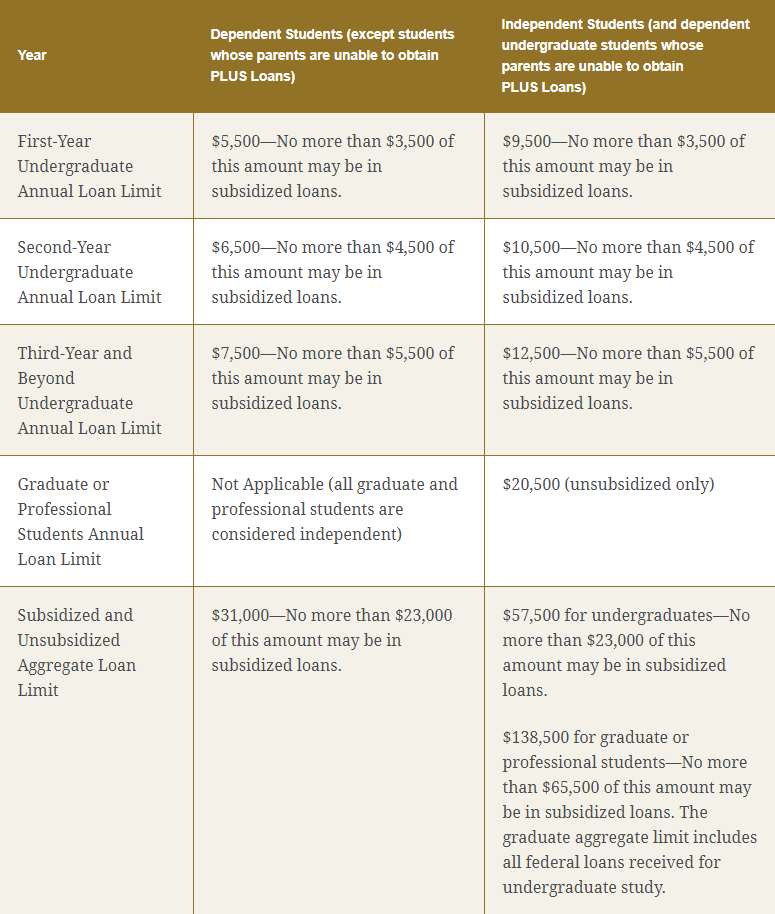 Year
Dependent Students (except students
whose parents are unable to obtain
PLUS Loans)
Independent Students (and dependent
undergraduate students whose
parents are unable to obtain
PLUS Loans)
First-Year
Undergraduate
Annual Loan Limit
$5,500—No more than $3,500 of
this amount may be in
subsidized loans.
$9,500—No more than $3,500 of
this amount may be in
subsidized loans.
Second-Year
Undergraduate
Annual Loan Limit
$6,500—No more than $4,500 of
this amount may be in
subsidized loans.
$10,500—No more than $4,500 of
this amount may be in
subsidized loans.
Third-Year and
Beyond
Undergraduate
Annual Loan Limit
$7,500—No more than $5,500 of
this amount may be in
subsidized loans.
$12,500—No more than $5,500 of
this amount may be in
subsidized loans.
Graduate or
Professional
Students Annual
Loan Limit
Not Applicable (all graduate and
professional students are
considered independent)
$20,500 (unsubsidized only)
Subsidized and
Unsubsidized
Aggregate Loan
Limit
$31,000—No more than $23,000
of this amount may be in
subsidized loans.
$57,500 for undergraduates—No
more than $23,000 of this
amount may be in subsidized
loans.
$138,500 for graduate or
professional students—No more
than $65,500 of this amount may
be in subsidized loans. The
graduate aggregate limit includes
all federal loans received for
undergraduate study.